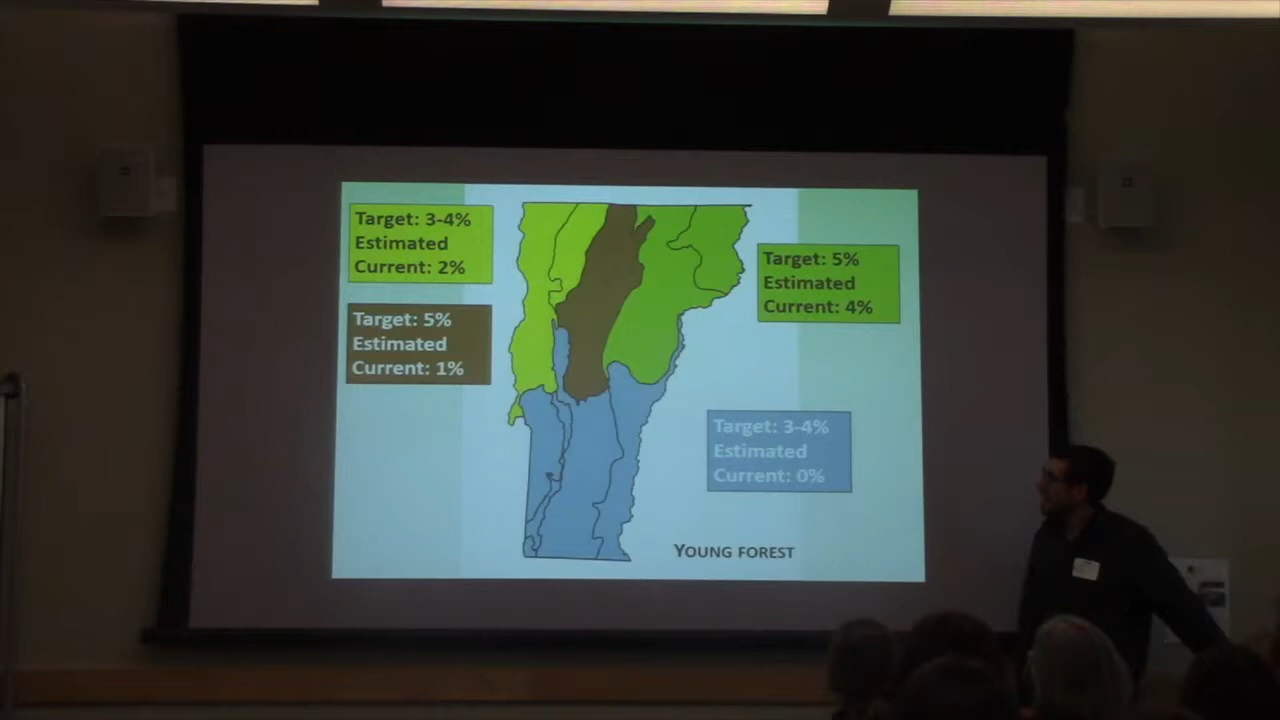 Target: 3-4%
Estimated
Current: 2%
Target: 5%
Estimated
Current: 1%
Target: 5%
Estimated
Current: 4%
Target: 3-4%
Estimated
Current: 0%
YOUNG FOREST